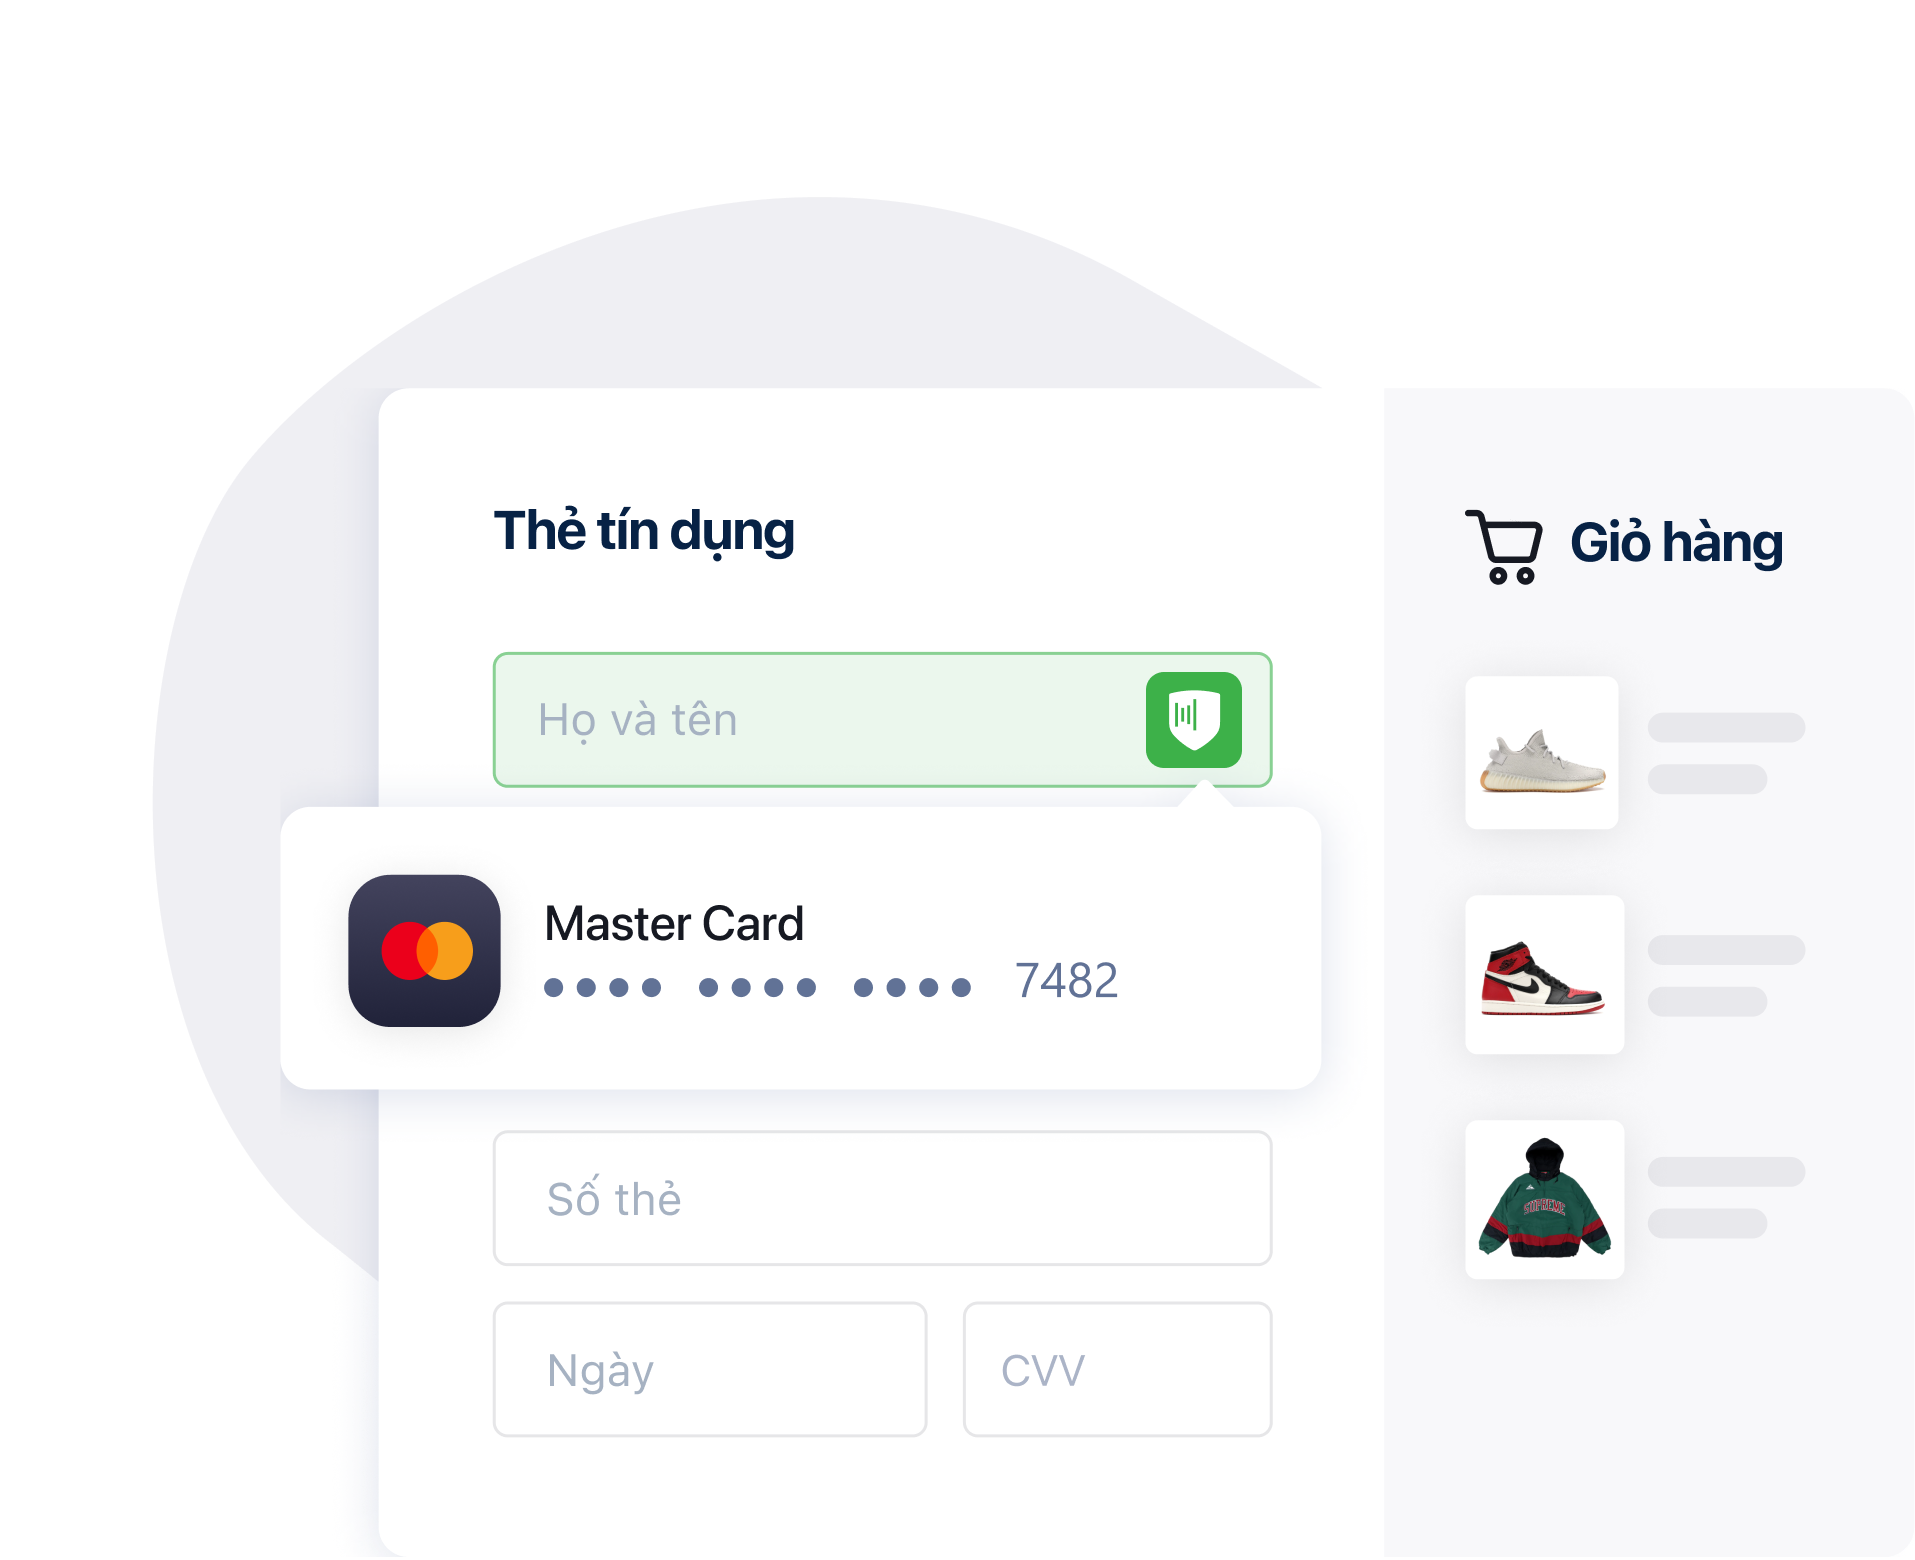 Thẻ tín dụng
Họ và tên
Master Card
•••• •••• •••• 7482
Số thẻ
Ngày
CVV
Giỏ hàng
SUPREME